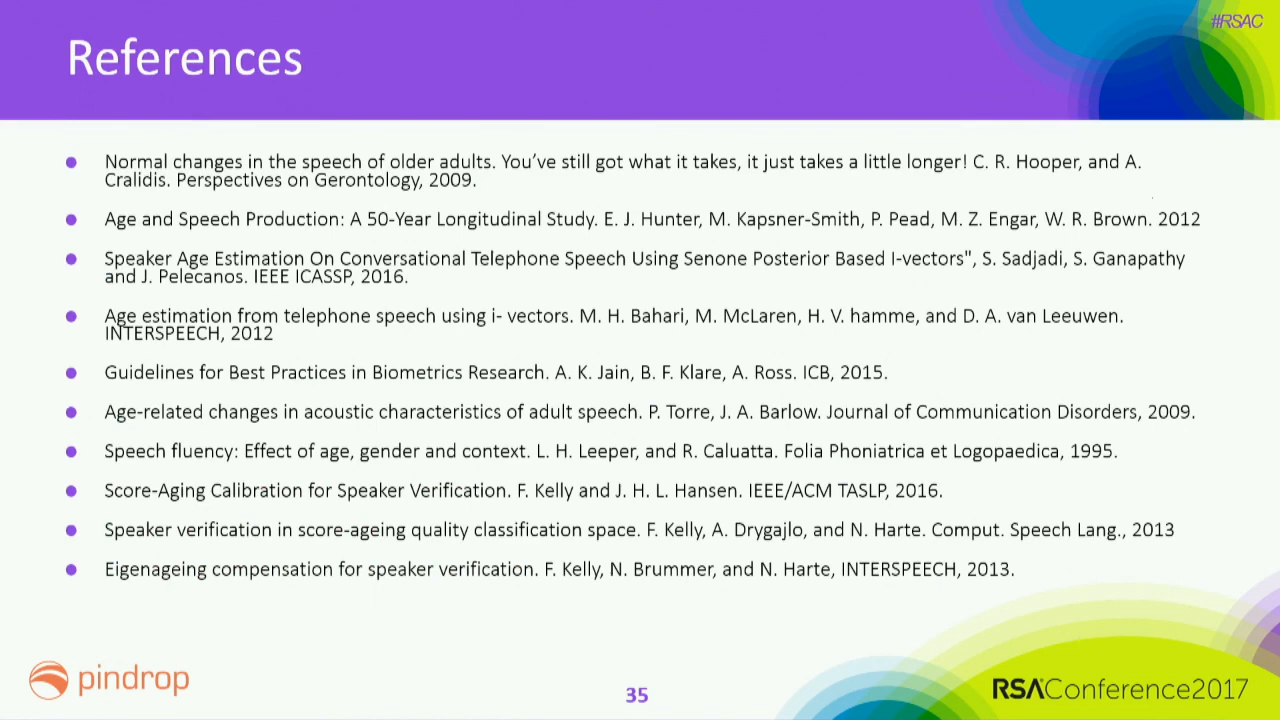 #RSAC
References
Normal changes in the speech of older adults. You've still got what it takes, it just takes a little longer! C. R. Hooper, and A.
Cralidis. Perspectives on Gerontology, 2009.
Age and Speech Production: A 50-Year Longitudinal Study. E. J. Hunter, M. Kapsner-Smith, P. Pead, M. Z. Engar, W. R. Brown. 2012
Speaker Age Estimation On Conversational Telephone Speech Using Senone Posterior Based I-vectors", S. Sadjadi, S. Ganapathy
and J. Pelecanos. IEEE ICASSP, 2016.
Age estimation from telephone speech using i- vectors. M. H. Bahari, M. McLaren, H. V. hamme, and D. A. van Leeuwen.
INTERSPEECH, 2012
Guidelines for Best Practices in Biometrics Research. A. K. Jain, B. F. Klare, A. Ross. ICB, 2015.
Age-related changes in acoustic characteristics of adult speech. P. Torre, J. A. Barlow. Journal of Communication Disorders, 2009.
Speech fluency: Effect of age, gender and context. L. H. Leeper, and R. Caluatta. Folia Phoniatrica et Logopaedica, 1995.
Score-Aging Calibration for Speaker Verification. F. Kelly and J. H. L. Hansen. IEEE/ACM TASLP, 2016.
Speaker verification in score-ageing quality classification space. F. Kelly, A. Drygajlo, and N. Harte. Comput. Speech Lang., 2013
Eigenageing compensation for speaker verification. F. Kelly, N. Brummer, and N. Harte, INTERSPEECH, 2013.
pindrop
35
RSAConference2017